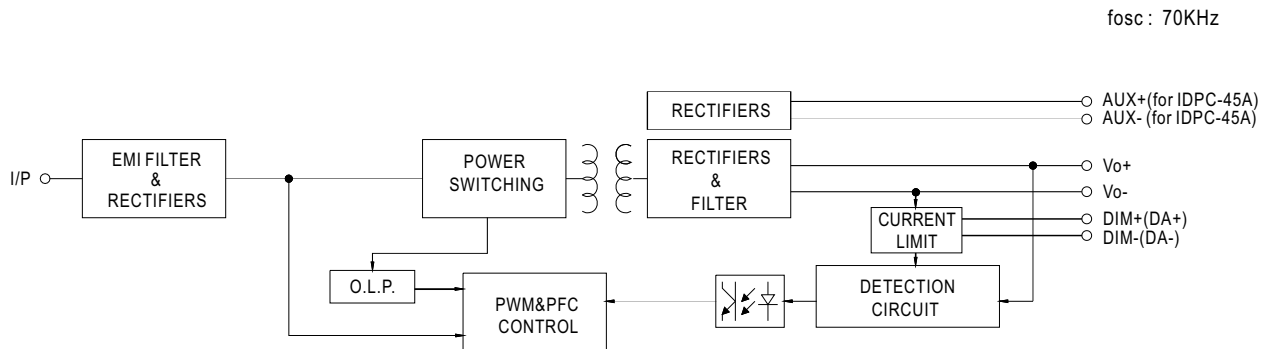 fosc : 70KHz
RECTIFIERS
AUX+(for IDPC-45A)
AUX- (for IDPC-45A)
I/P
EMI FILTER
&
RECTIFIERS
POWER
SWITCHING
RECTIFIERS
&
FILTER
Vo+
Vo-
CURRENT
LIMIT
DIM+(DA+)
DIM-(DA-)
O.L.P.
PWM&PFC
CONTROL
DETECTION
CIRCUIT